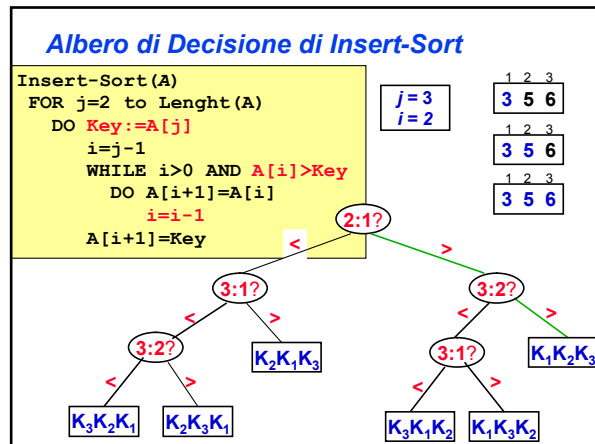 Albero di Decisione di Insert-Sort
Insert-Sort(A)
FOR j=2 to Lenght(A)
DO Key:=A[j]
i=j-1
WHILE i>0 AND A[i]>Key
DO A[i+1]=A[i]
i=i-1
A[i+1]=Key
j = 3
i = 2
1 2 3
3 5 6
1 2 3
3 5 6
1 2 3
3 5 6
2:1?
< >
3:1? 3:2?
< > < >
3:2? K₂K₁K₃ 3:1? K₁K₂K₃
< > < >
K₃K₂K₁ K₂K₃K₁ K₃K₁K₂ K₁K₃K₂